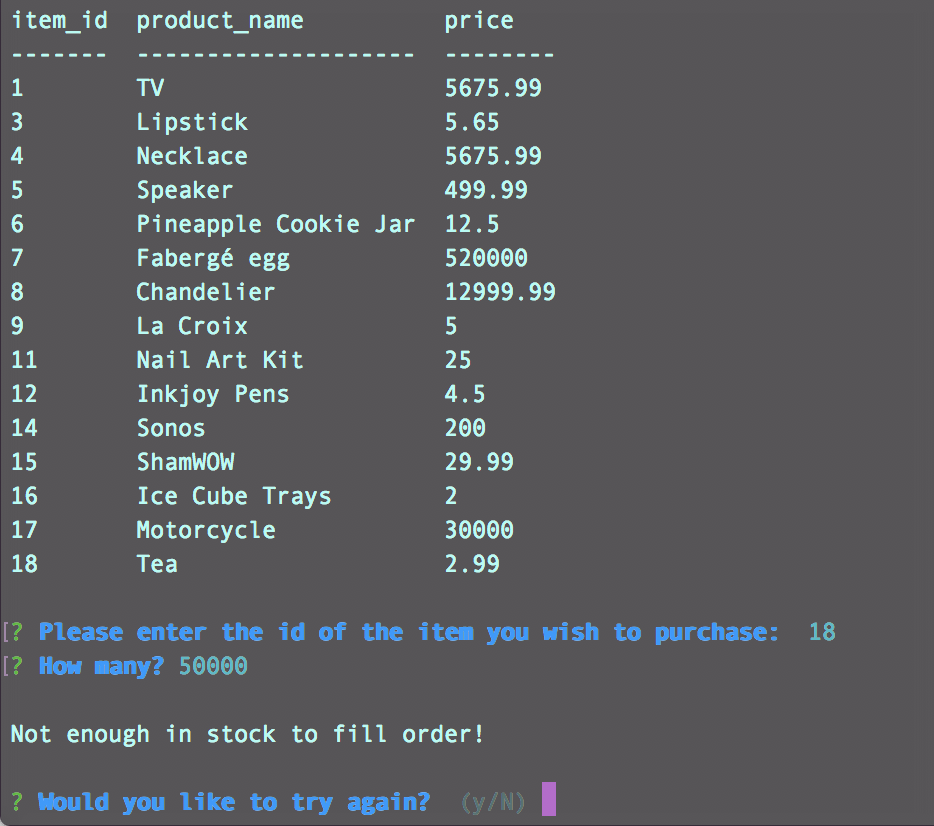 item_id  product_name          price
-------  --------------------  --------
1        TV                    5675.99
3        Lipstick              5.65
4        Necklace              5675.99
5        Speaker               499.99
6        Pineapple Cookie Jar  12.5
7        Fabergé egg           520000
8        Chandelier            12999.99
9        La Croix              5
11       Nail Art Kit          25
12       Inkjoy Pens           4.5
14       Sonos                 200
15       ShamWOW               29.99
16       Ice Cube Trays        2
17       Motorcycle            30000
18       Tea                   2.99
[? Please enter the id of the item you wish to purchase:  18
[? How many? 50000
Not enough in stock to fill order!
? Would you like to try again?  (y/N)